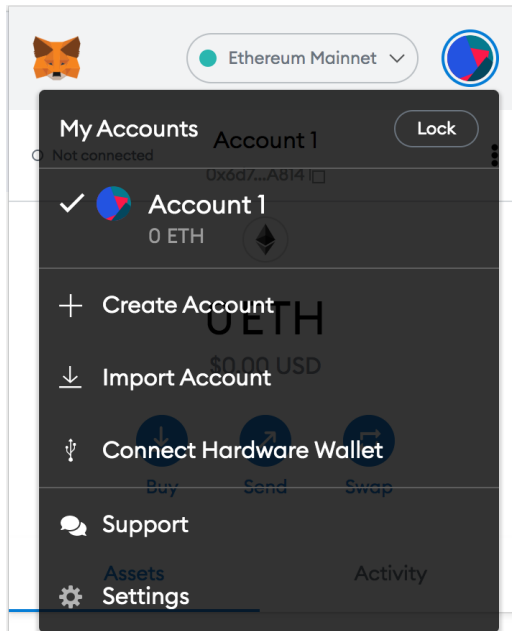 Ethereum Mainnet
My Accounts
Lock
Not connected
Account 1
0x6d7...A814
Account 1
0 ETH
Create Account
0 ETH
Import Account
$0.00 USD
Connect Hardware Wallet
Buy
Send
Swap
Support
Assets
Activity
Settings